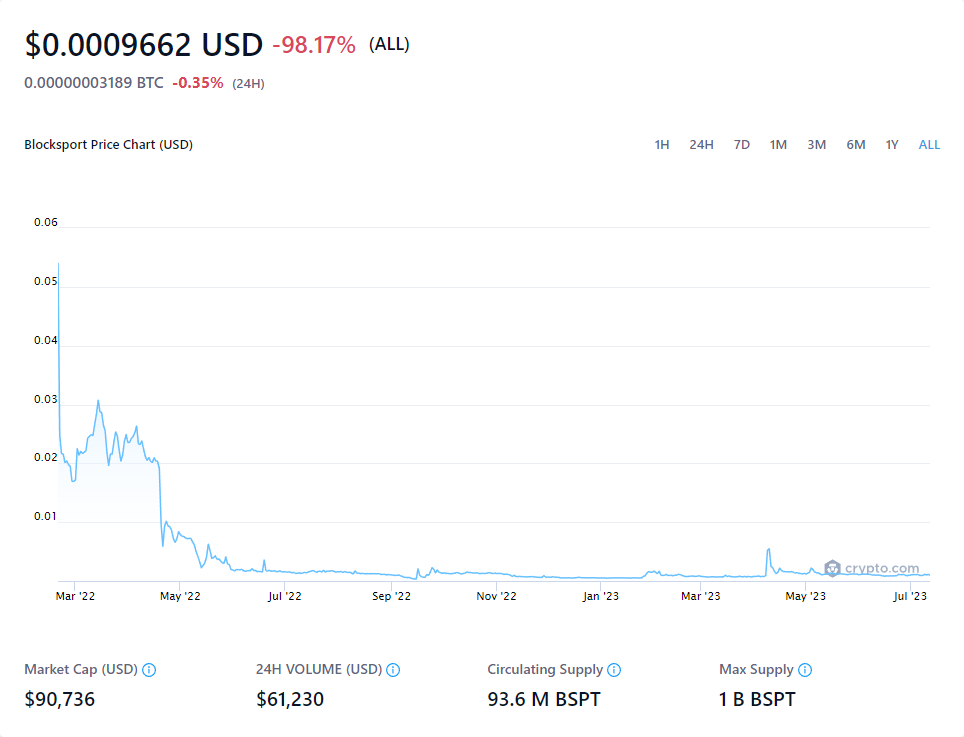 $0.0009662 USD -98.17% (ALL)
0.00000003189 BTC -0.35% (24H)
Blocksport Price Chart (USD) 1H 24H 7D 1M 3M 6M 1Y ALL
0.06
0.05
0.04
0.03
0.02
0.01
crypto.com
Mar '22 May '22 Jul '22 Sep '22 Nov '22 Jan '23 Mar '23 May '23 Jul '23
Market Cap (USD) 24H VOLUME (USD) Circulating Supply Max Supply
$90,736 $61,230 93.6 M BSPT 1 B BSPT